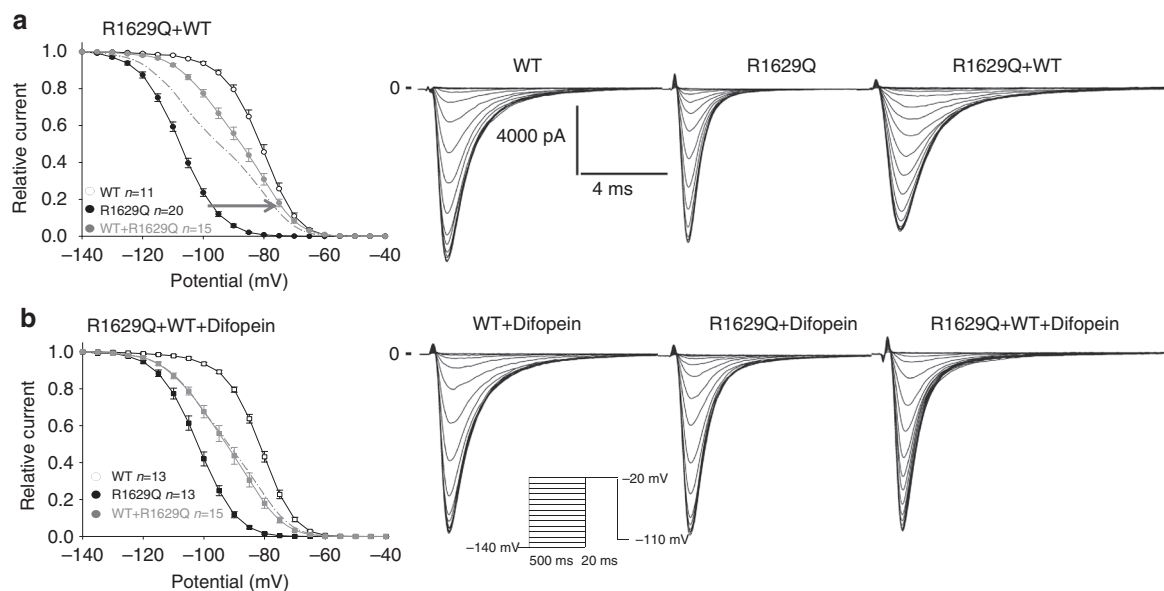 a
R1629Q+WT
1.0
0.8
0.6
0.4
0.2
0.0
Relative current
WT n=11
R1629Q n=20
WT+R1629Q n=15
–140 –120 –100 –80 –60 –40
Potential (mV)
0
WT
R1629Q
R1629Q+WT
4000 pA
4 ms
b
R1629Q+WT+Difopein
1.0
0.8
0.6
0.4
0.2
0.0
Relative current
WT n=13
R1629Q n=13
WT+R1629Q n=15
–140 –120 –100 –80 –60 –40
Potential (mV)
0
WT+Difopein
R1629Q+Difopein
R1629Q+WT+Difopein
–20 mV
–140 mV
–110 mV
500 ms 20 ms